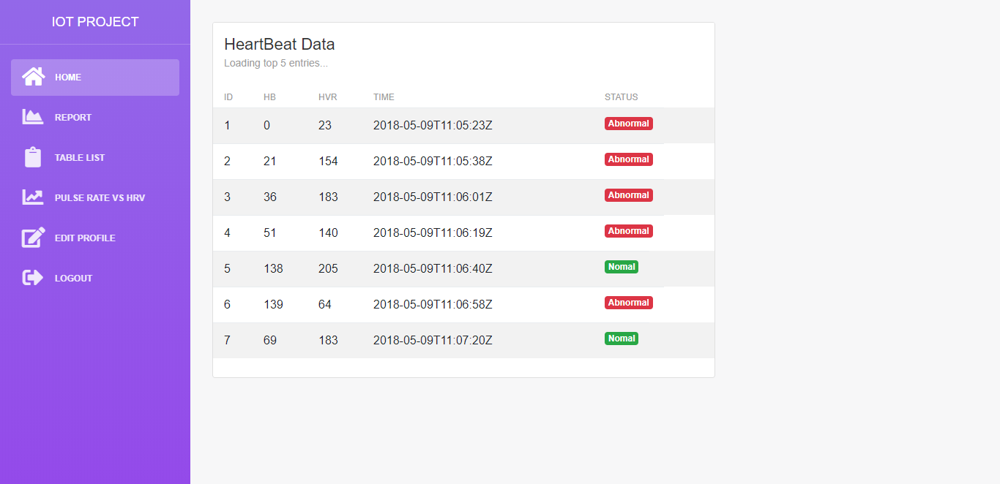 IOT PROJECT
HOME
REPORT
TABLE LIST
PULSE RATE VS HRV
EDIT PROFILE
LOGOUT
HeartBeat Data
Loading top 5 entries...
ID HB HVR TIME STATUS
1 0 23 2018-05-09T11:05:23Z Abnormal
2 21 154 2018-05-09T11:05:38Z Abnormal
3 36 183 2018-05-09T11:06:01Z Abnormal
4 51 140 2018-05-09T11:06:19Z Abnormal
5 138 205 2018-05-09T11:06:40Z Nomal
6 139 64 2018-05-09T11:06:58Z Abnormal
7 69 183 2018-05-09T11:07:20Z Nomal